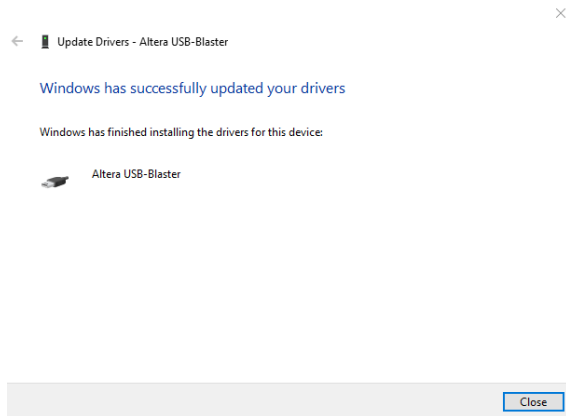 Update Drivers - Altera USB-Blaster
Windows has successfully updated your drivers
Windows has finished installing the drivers for this device:
Altera USB-Blaster
Close